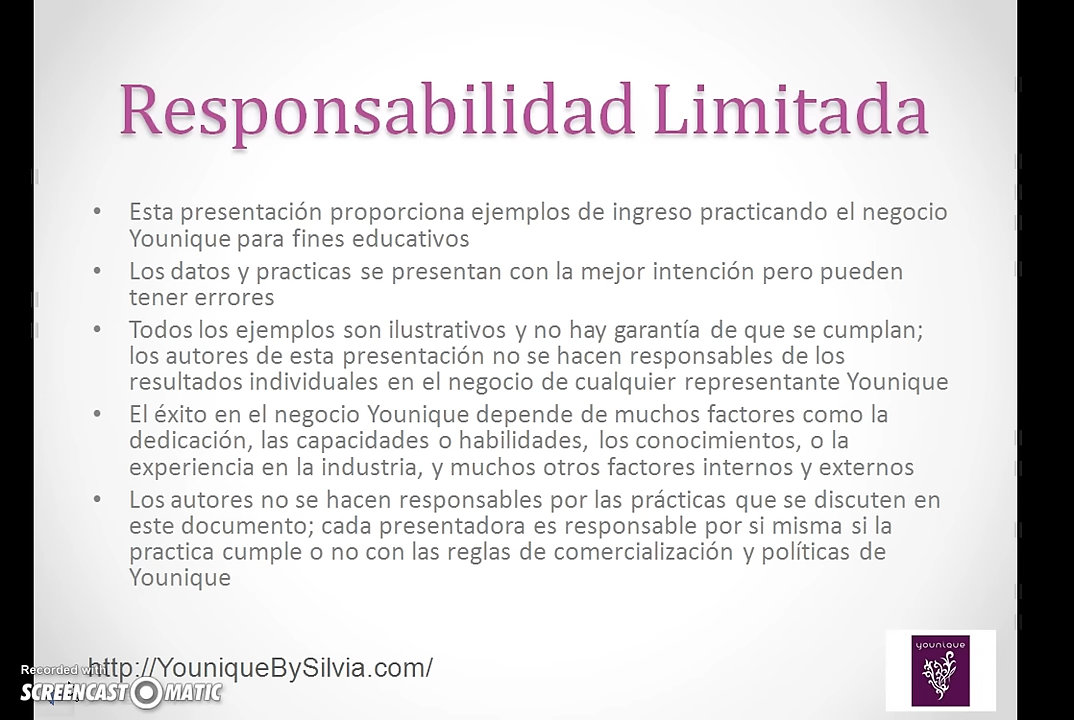 Responsabilidad Limitada
• Esta presentación proporciona ejemplos de ingreso practicando el negocio
Younique para fines educativos
• Los datos y practicas se presentan con la mejor intención pero pueden
tener errores
• Todos los ejemplos son ilustrativos y no hay garantía de que se cumplan;
los autores de esta presentación no se hacen responsables de los
resultados individuales en el negocio de cualquier representante Younique
• El éxito en el negocio Younique depende de muchos factores como la
dedicación, las capacidades o habilidades, los conocimientos, o la
experiencia en la industria, y muchos otros factores internos y externos
• Los autores no se hacen responsables por las prácticas que se discuten en
este documento; cada presentadora es responsable por si misma si la
practica cumple o no con las reglas de comercialización y políticas de
Younique
younique
http://YouniqueBySilvia.com/
Recorded with
SCREENCAST MATIC